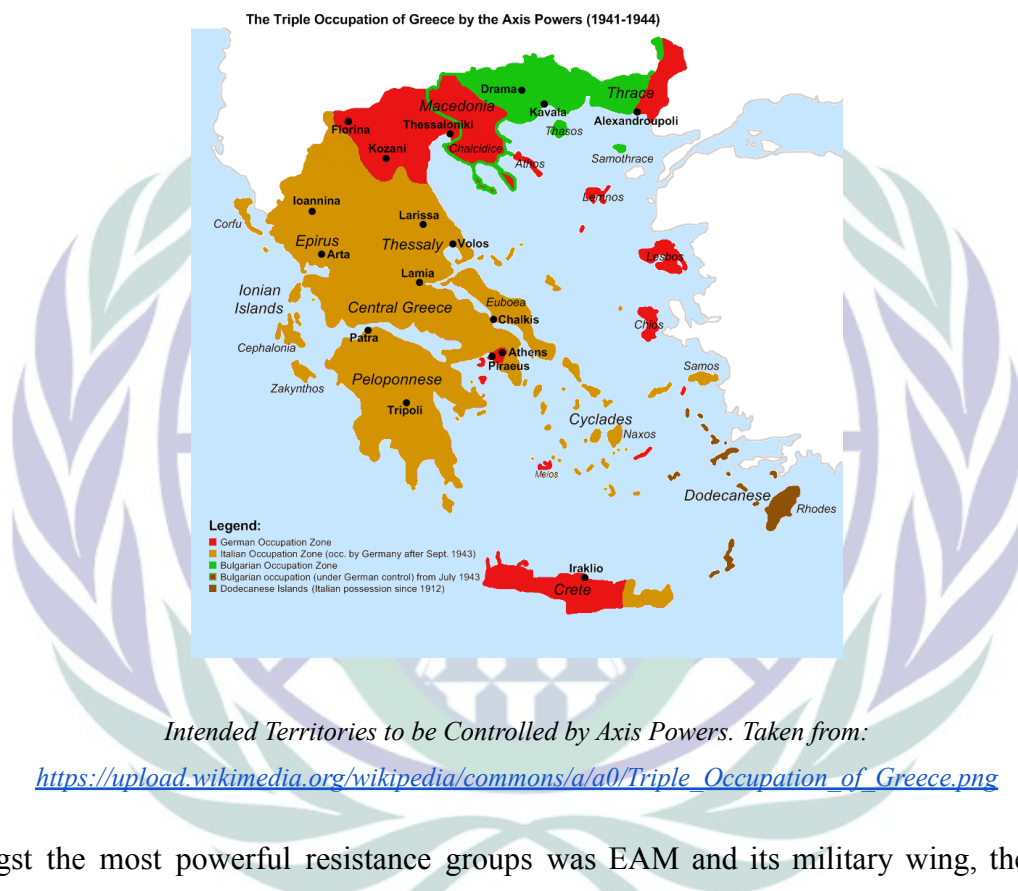 The Triple Occupation of Greece by the Axis Powers (1941-1944)
Drama
Thrace
Macedonia
Kavala
Alexandroupoli
Florina
Thessaloniki
Thasos
Kozani
Chalcidice
Athos
Samothrace
Lemnos
Ioannina
Larissa
Corfu
Epirus
Thessaly
Volos
Arta
Lesbos
Lamia
Ionian
Islands
Central Greece
Euboea
Chalkis
Chios
Patra
Cephalonia
Athens
Piraeus
Samos
Zakynthos
Peloponnese
Tripoli
Cyclades
Naxos
Melos
Dodecanese
Rhodes
Legend:
German Occupation Zone
Italian Occupation Zone (occ. by Germany after Sept. 1943)
Bulgarian Occupation Zone
Bulgarian occupation (under German control) from July 1943
Dodecanese Islands (Italian possession since 1912)
Iraklio
Crete
Intended Territories to be Controlled by Axis Powers. Taken from:
https://upload.wikimedia.org/wikipedia/commons/a/a0/Triple_Occupation_of_Greece.png
gst the most powerful resistance groups was EAM and its military wing, the